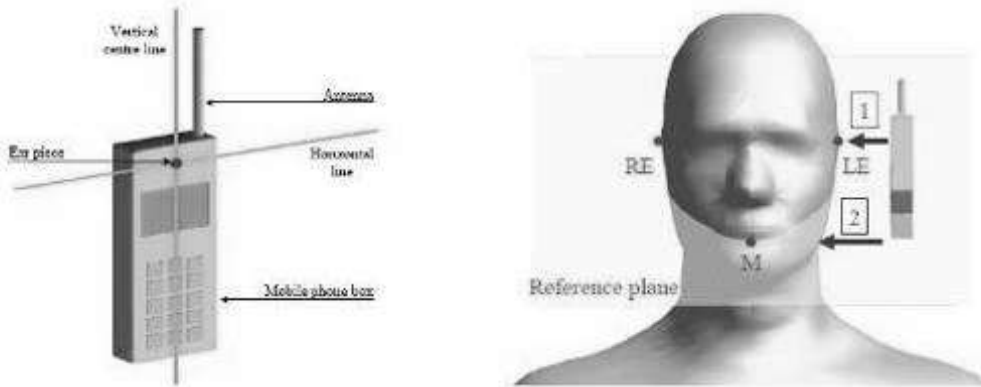 Vertical
centre line
Antenna
Ear piece
Horizontal
line
Mobile phone box
1
RE
LE
2
M
Reference plane